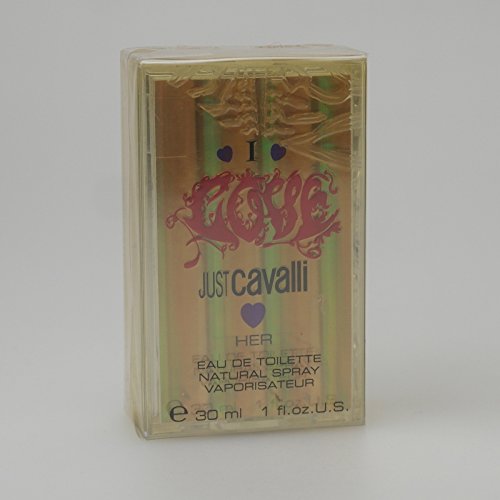 I
LOVE
JUST cavalli
HER
EAU DE TOILETTE
NATURAL SPRAY
VAPORISATEUR
e 30 ml 1 fl.oz.U.S.